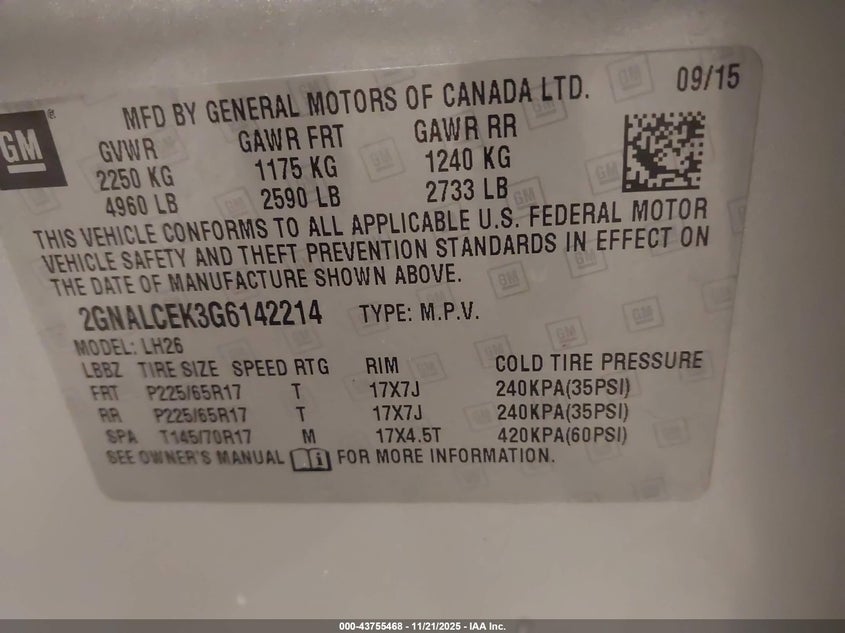 MFD BY GENERAL MOTORS OF CANADA LTD. 09/15
GM ®
GVWR GAWR FRT GAWR RR
2250 KG 1175 KG 1240 KG
4960 LB 2590 LB 2733 LB
THIS VEHICLE CONFORMS TO ALL APPLICABLE U.S. FEDERAL MOTOR
VEHICLE SAFETY AND THEFT PREVENTION STANDARDS IN EFFECT ON
THE DATE OF MANUFACTURE SHOWN ABOVE.
2GNALCEK3G6142214 TYPE: M.P.V.
MODEL: LH26
LBBZ TIRE SIZE SPEED RTG RIM COLD TIRE PRESSURE
FRT P225/65R17 T 17X7J 240KPA(35PSI)
RR P225/65R17 T 17X7J 240KPA(35PSI)
SPA T145/70R17 M 17X4.5T 420KPA(60PSI)
SEE OWNER'S MANUAL FOR MORE INFORMATION.
000-43755468 - 11/21/2025 - IAA Inc.